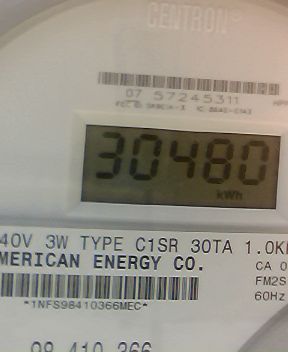 CENTRON®
07 57245311
30480
kWh
40V 3W TYPE C1SR 30TA 1.0K
MERICAN ENERGY CO.
CA 0
FM2S
60Hz
*1NFS98410366MEC*
98 410 366